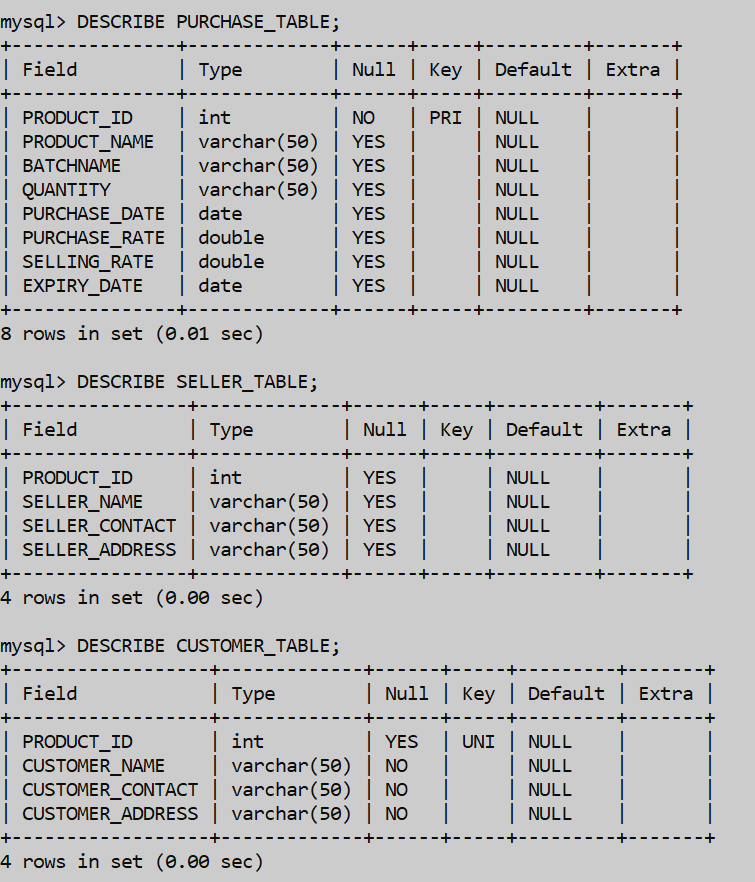 mysql> DESCRIBE PURCHASE_TABLE;
+---------------+-------------+------+-----+---------+-------+
| Field         | Type        | Null | Key | Default | Extra |
+---------------+-------------+------+-----+---------+-------+
| PRODUCT_ID    | int         | NO   | PRI | NULL    |       |
| PRODUCT_NAME  | varchar(50) | YES  |     | NULL    |       |
| BATCHNAME     | varchar(50) | YES  |     | NULL    |       |
| QUANTITY      | varchar(50) | YES  |     | NULL    |       |
| PURCHASE_DATE | date        | YES  |     | NULL    |       |
| PURCHASE_RATE | double      | YES  |     | NULL    |       |
| SELLING_RATE  | double      | YES  |     | NULL    |       |
| EXPIRY_DATE   | date        | YES  |     | NULL    |       |
+---------------+-------------+------+-----+---------+-------+
8 rows in set (0.01 sec)

mysql> DESCRIBE SELLER_TABLE;
+----------------+-------------+------+-----+---------+-------+
| Field          | Type        | Null | Key | Default | Extra |
+----------------+-------------+------+-----+---------+-------+
| PRODUCT_ID     | int         | YES  |     | NULL    |       |
| SELLER_NAME    | varchar(50) | YES  |     | NULL    |       |
| SELLER_CONTACT | varchar(50) | YES  |     | NULL    |       |
| SELLER_ADDRESS | varchar(50) | YES  |     | NULL    |       |
+----------------+-------------+------+-----+---------+-------+
4 rows in set (0.00 sec)

mysql> DESCRIBE CUSTOMER_TABLE;
+------------------+-------------+------+-----+---------+-------+
| Field            | Type        | Null | Key | Default | Extra |
+------------------+-------------+------+-----+---------+-------+
| PRODUCT_ID       | int         | YES  | UNI | NULL    |       |
| CUSTOMER_NAME    | varchar(50) | NO   |     | NULL    |       |
| CUSTOMER_CONTACT | varchar(50) | NO   |     | NULL    |       |
| CUSTOMER_ADDRESS | varchar(50) | NO   |     | NULL    |       |
+------------------+-------------+------+-----+---------+-------+
4 rows in set (0.00 sec)